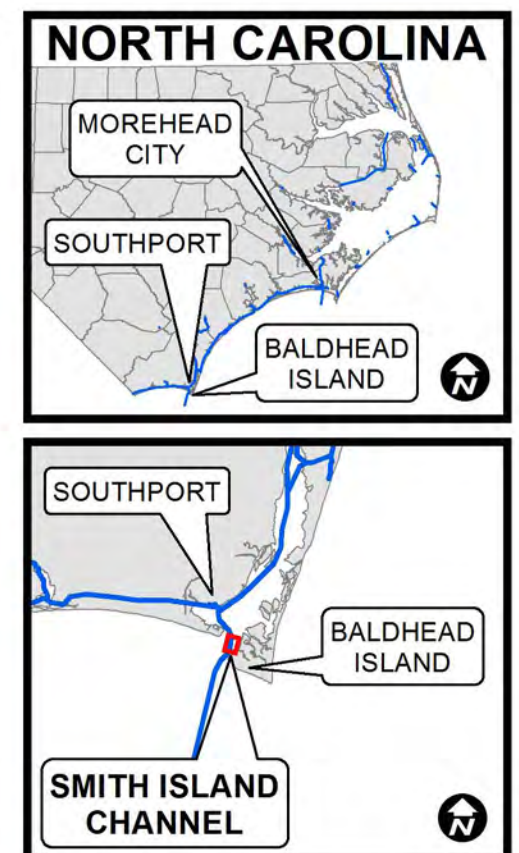 NORTH CAROLINA
MOREHEAD
CITY
SOUTHPORT
BALDHEAD
ISLAND
N
SOUTHPORT
BALDHEAD
ISLAND
SMITH ISLAND
CHANNEL
N